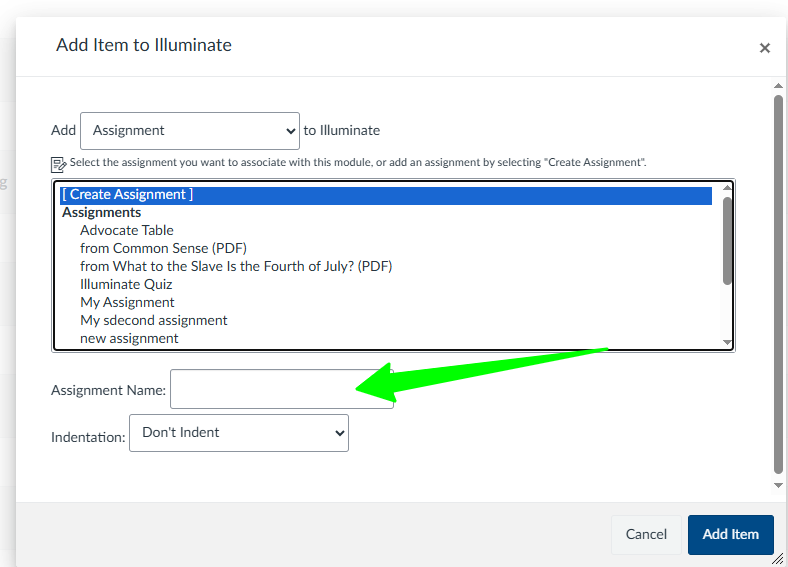 Add Item to Illuminate
×
Add Assignment to Illuminate
Select the assignment you want to associate with this module, or add an assignment by selecting "Create Assignment".
[ Create Assignment ]
Assignments
Advocate Table
from Common Sense (PDF)
from What to the Slave Is the Fourth of July? (PDF)
Illuminate Quiz
My Assignment
My sdecond assignment
new assignment
g
Assignment Name:
Indentation: Don't Indent
Cancel Add Item